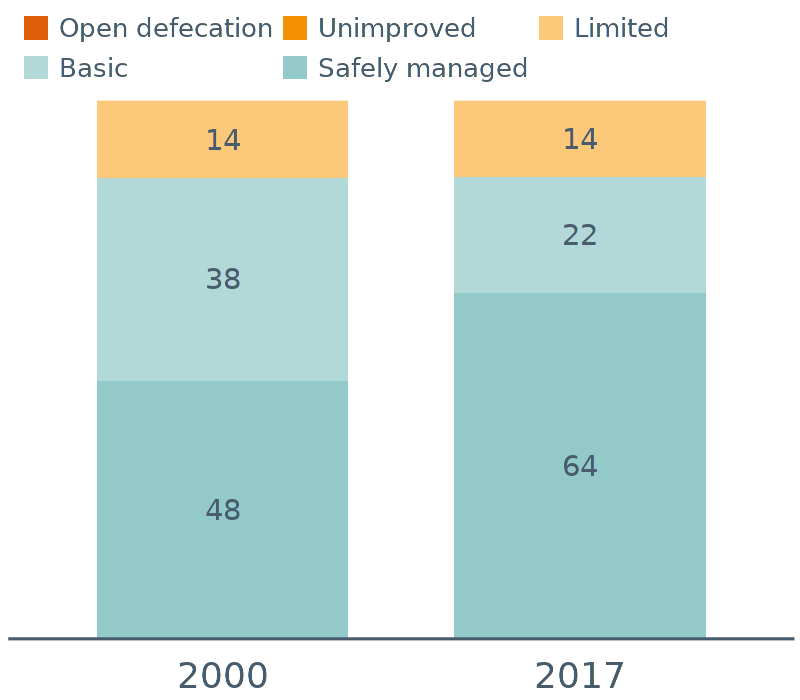 Open defecation Unimproved Limited
Basic Safely managed
14 14
38 22
48 64
2000 2017